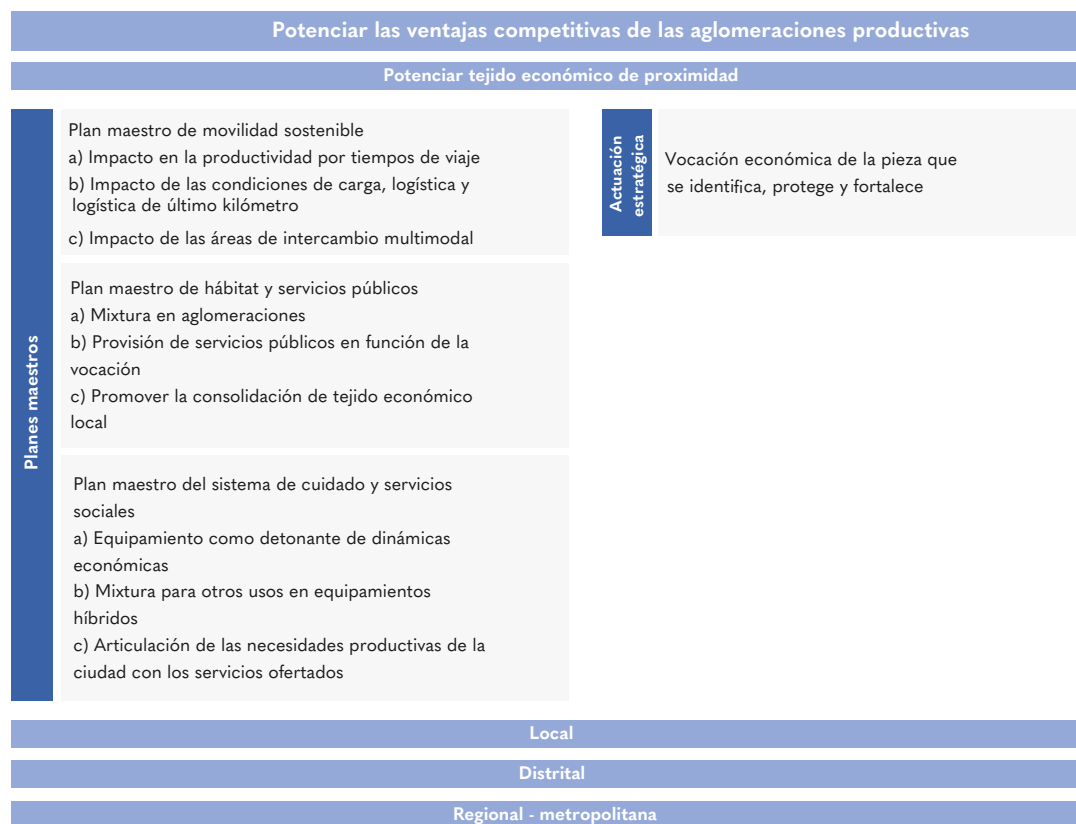 Potenciar las ventajas competitivas de las aglomeraciones productivas
Potenciar tejido económico de proximidad
Planes maestros
Plan maestro de movilidad sostenible
a) Impacto en la productividad por tiempos de viaje
b) Impacto de las condiciones de carga, logística y
logística de último kilómetro
c) Impacto de las áreas de intercambio multimodal
Plan maestro de hábitat y servicios públicos
a) Mixtura en aglomeraciones
b) Provisión de servicios públicos en función de la
vocación
c) Promover la consolidación de tejido económico
local
Plan maestro del sistema de cuidado y servicios
sociales
a) Equipamiento como detonante de dinámicas
económicas
b) Mixtura para otros usos en equipamientos
híbridos
c) Articulación de las necesidades productivas de la
ciudad con los servicios ofertados
Actuación
estratégica
Vocación económica de la pieza que
se identifica, protege y fortalece
Local
Distrital
Regional - metropolitana